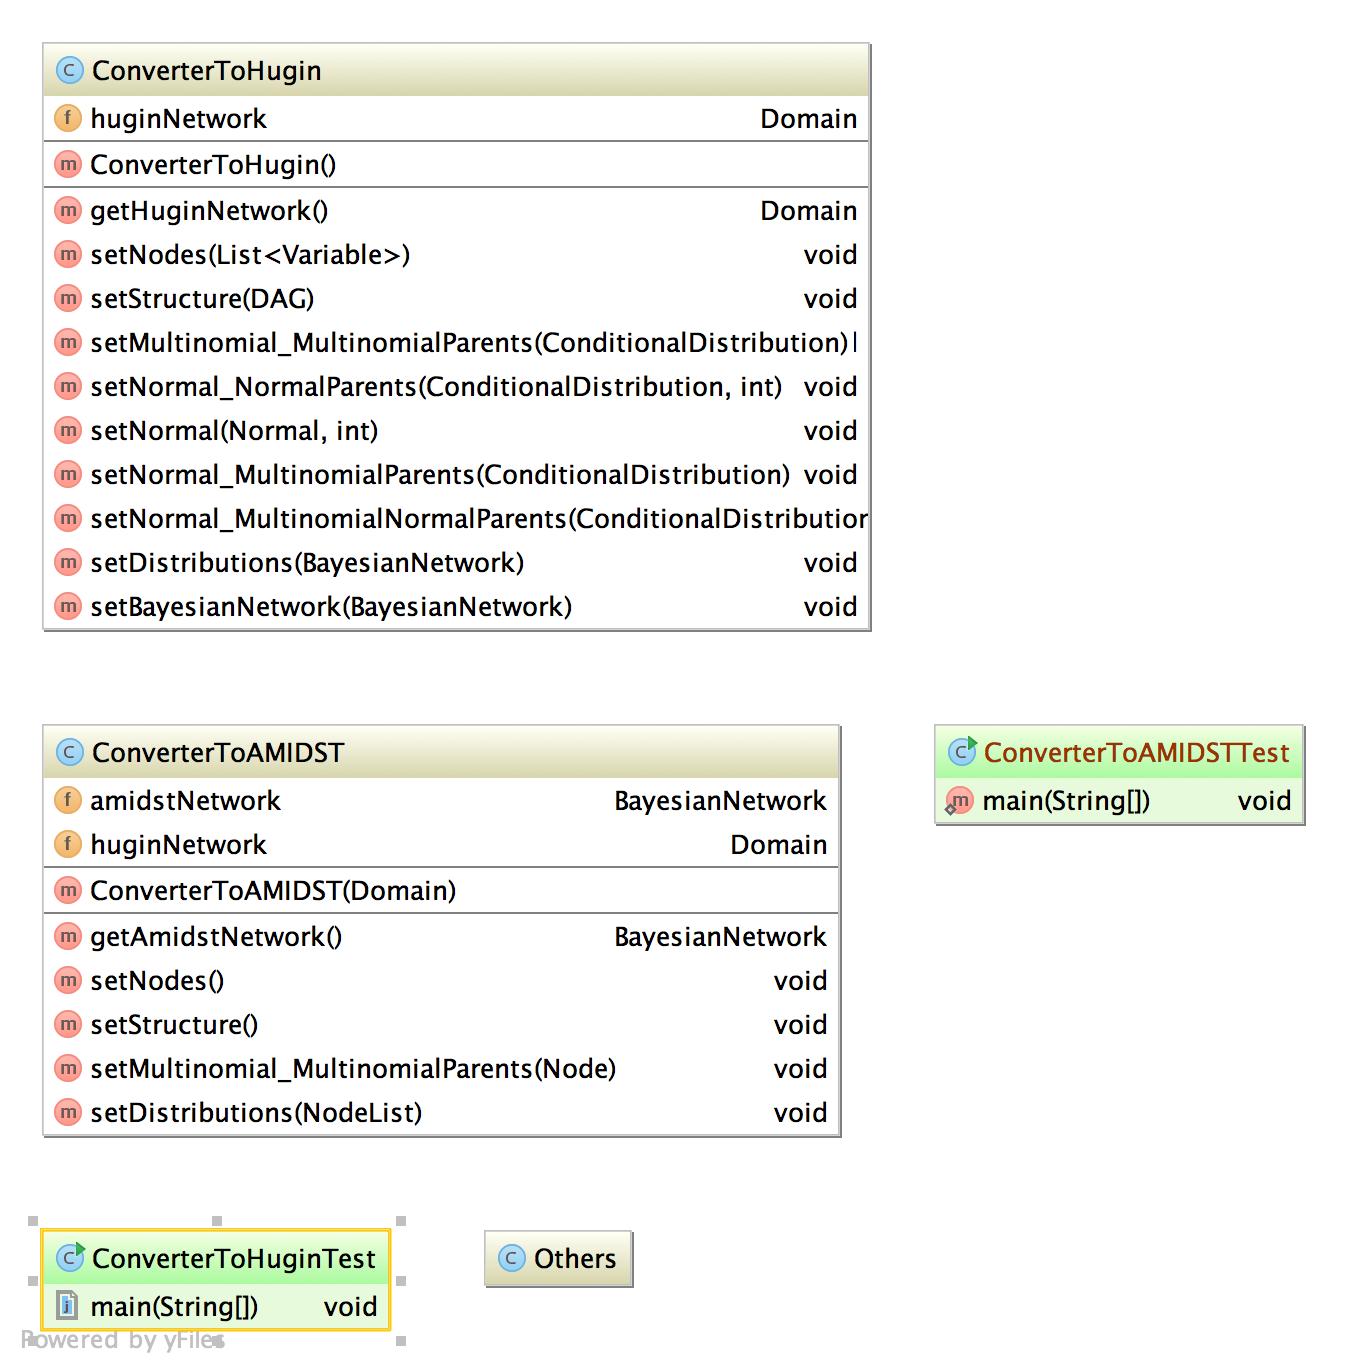 ConverterToHugin
f huginNetwork Domain
m ConverterToHugin()
m getHuginNetwork() Domain
m setNodes(List<Variable>) void
m setStructure(DAG) void
m setMultinomial_MultinomialParents(ConditionalDistribution)
m setNormal_NormalParents(ConditionalDistribution, int) void
m setNormal(Normal, int) void
m setNormal_MultinomialParents(ConditionalDistribution) void
m setNormal_MultinomialNormalParents(ConditionalDistribution
m setDistributions(BayesianNetwork) void
m setBayesianNetwork(BayesianNetwork) void
C ConverterToAMIDST
f amidstNetwork BayesianNetwork
f huginNetwork Domain
m ConverterToAMIDST(Domain)
m getAmidstNetwork() BayesianNetwork
m setNodes() void
m setStructure() void
m setMultinomial_MultinomialParents(Node) void
m setDistributions(NodeList) void
C ConverterToAMIDSTTest
m main(String[]) void
C ConverterToHuginTest
j main(String[]) void
C Others
Powered by yFiles